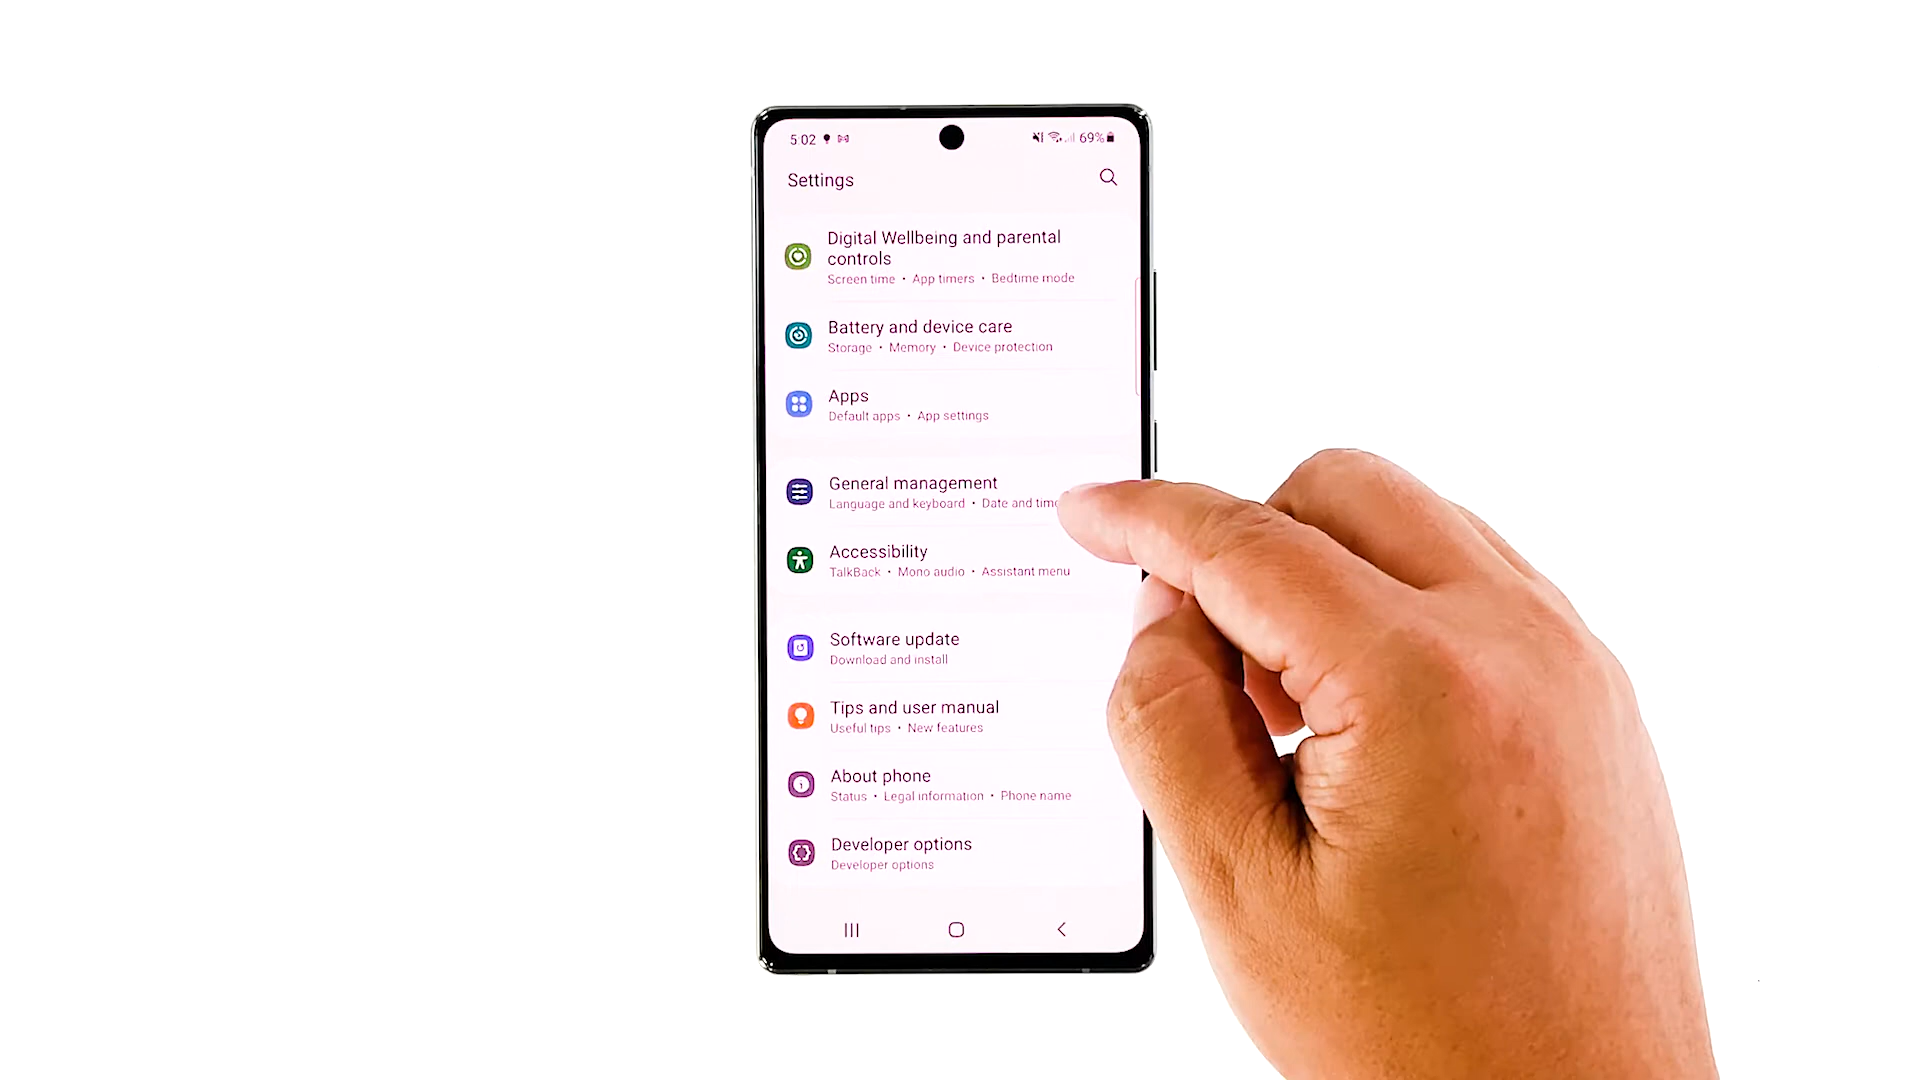 5:02
69%
Settings
Digital Wellbeing and parental
controls
Screen time • App timers • Bedtime mode
Battery and device care
Storage • Memory • Device protection
Apps
Default apps • App settings
General management
Language and keyboard • Date and time
Accessibility
TalkBack • Mono audio • Assistant menu
Software update
Download and install
Tips and user manual
Useful tips • New features
About phone
Status • Legal information • Phone name
Developer options
Developer options